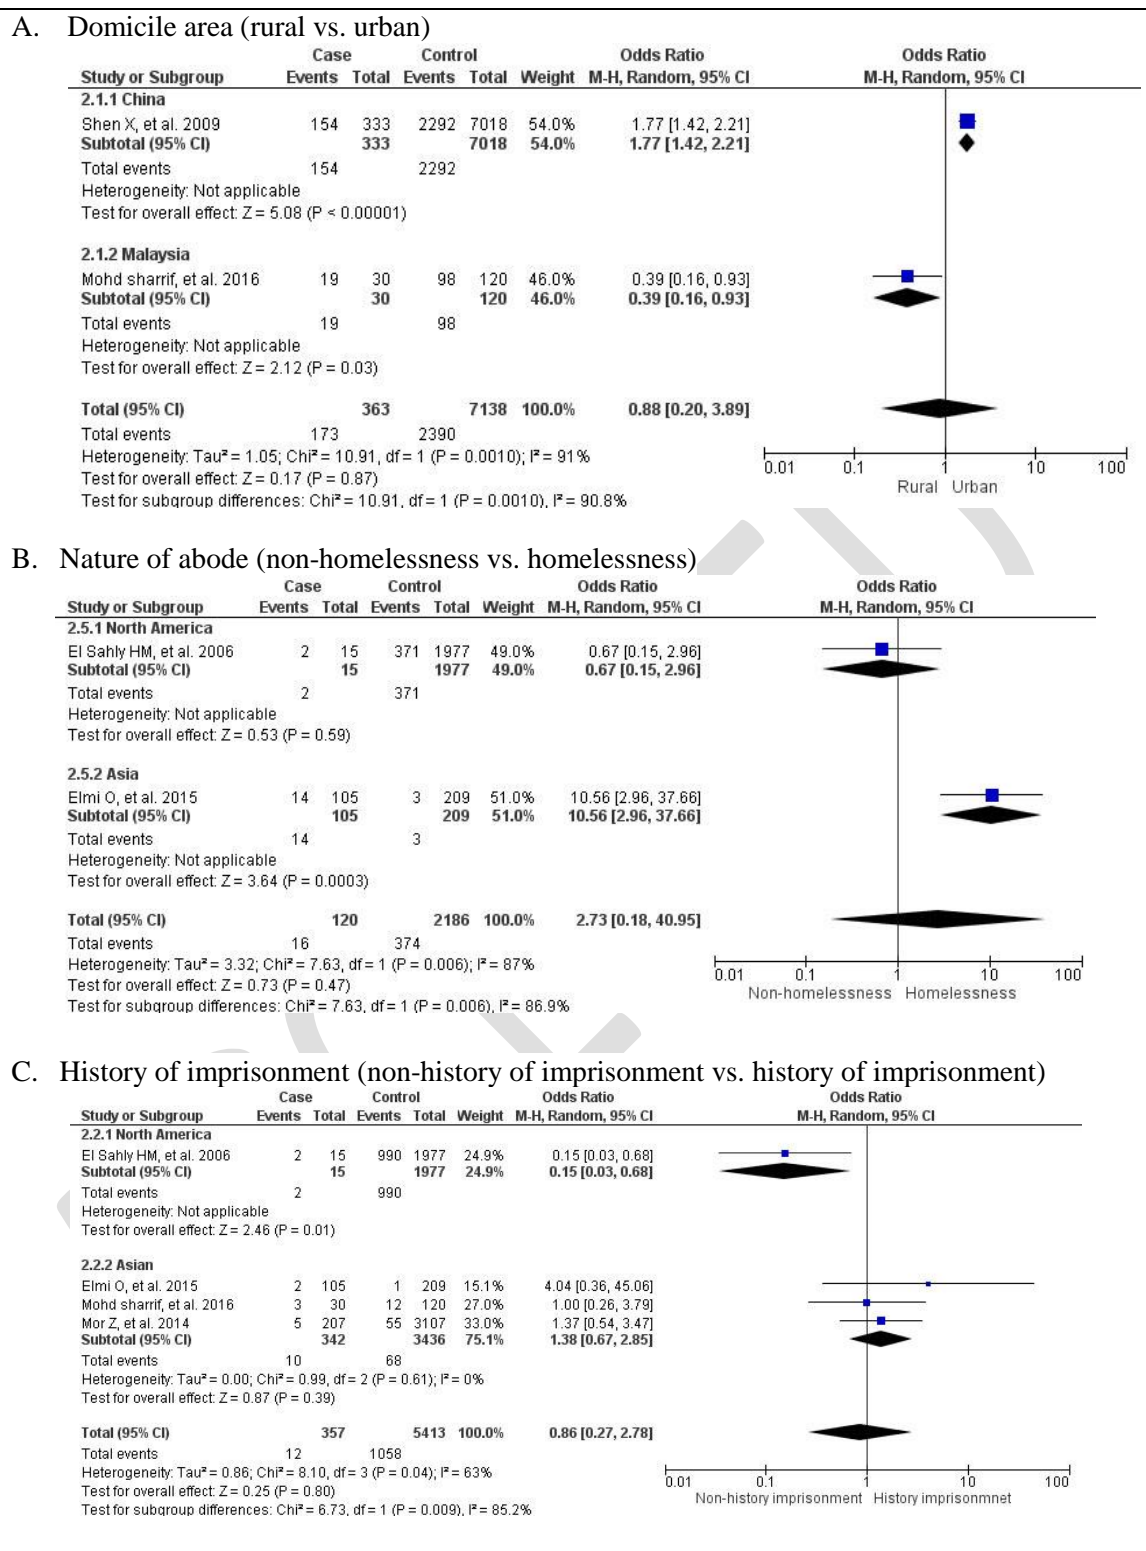 A. Domicile area (rural vs. urban)
Case Control Odds Ratio Odds Ratio
Study or Subgroup Events Total Events Total Weight M-H, Random, 95% CI M-H, Random, 95% CI
2.1.1 China
Shen X, et al. 2009 154 333 2292 7018 54.0% 1.77 [1.42, 2.21]
Subtotal (95% CI) 333 7018 54.0% 1.77 [1.42, 2.21]
Total events 154 2292
Heterogeneity: Not applicable
Test for overall effect: Z = 5.08 (P < 0.00001)
2.1.2 Malaysia
Mohd sharrif, et al. 2016 19 30 98 120 46.0% 0.39 [0.16, 0.93]
Subtotal (95% CI) 30 120 46.0% 0.39 [0.16, 0.93]
Total events 19 98
Heterogeneity: Not applicable
Test for overall effect: Z = 2.12 (P = 0.03)
Total (95% CI) 363 7138 100.0% 0.88 [0.20, 3.89]
Total events 173 2390
Heterogeneity: Tau² = 1.05; Chi² = 10.91, df = 1 (P = 0.0010); I² = 91%
Test for overall effect: Z = 0.17 (P = 0.87)
Test for subgroup differences: Chi² = 10.91, df = 1 (P = 0.0010), I² = 90.8%
0.01 0.1 1 10 100
Rural Urban
B. Nature of abode (non-homelessness vs. homelessness)
Case Control Odds Ratio Odds Ratio
Study or Subgroup Events Total Events Total Weight M-H, Random, 95% CI M-H, Random, 95% CI
2.5.1 North America
El Sahly HM, et al. 2006 2 15 371 1977 49.0% 0.67 [0.15, 2.96]
Subtotal (95% CI) 15 1977 49.0% 0.67 [0.15, 2.96]
Total events 2 371
Heterogeneity: Not applicable
Test for overall effect: Z = 0.53 (P = 0.59)
2.5.2 Asia
Elmi O, et al. 2015 14 105 3 209 51.0% 10.56 [2.96, 37.66]
Subtotal (95% CI) 105 209 51.0% 10.56 [2.96, 37.66]
Total events 14 3
Heterogeneity: Not applicable
Test for overall effect: Z = 3.64 (P = 0.0003)
Total (95% CI) 120 2186 100.0% 2.73 [0.18, 40.95]
Total events 16 374
Heterogeneity: Tau² = 3.32; Chi² = 7.63, df = 1 (P = 0.006); I² = 87%
Test for overall effect: Z = 0.73 (P = 0.47)
Test for subgroup differences: Chi² = 7.63, df = 1 (P = 0.006), I² = 86.9%
0.01 0.1 1 10 100
Non-homelessness Homelessness
C. History of imprisonment (non-history of imprisonment vs. history of imprisonment)
Case Control Odds Ratio Odds Ratio
Study or Subgroup Events Total Events Total Weight M-H, Random, 95% CI M-H, Random, 95% CI
2.2.1 North America
El Sahly HM, et al. 2006 2 15 990 1977 24.9% 0.15 [0.03, 0.68]
Subtotal (95% CI) 15 1977 24.9% 0.15 [0.03, 0.68]
Total events 2 990
Heterogeneity: Not applicable
Test for overall effect: Z = 2.46 (P = 0.01)
2.2.2 Asian
Elmi O, et al. 2015 2 105 1 209 15.1% 4.04 [0.36, 45.06]
Mohd sharrif, et al. 2016 3 30 12 120 27.0% 1.00 [0.26, 3.79]
Mor Z, et al. 2014 5 207 55 3107 33.0% 1.37 [0.54, 3.47]
Subtotal (95% CI) 342 3436 75.1% 1.38 [0.67, 2.85]
Total events 10 68
Heterogeneity: Tau² = 0.00; Chi² = 0.99, df = 2 (P = 0.61); I² = 0%
Test for overall effect: Z = 0.87 (P = 0.39)
Total (95% CI) 357 5413 100.0% 0.86 [0.27, 2.78]
Total events 12 1058
Heterogeneity: Tau² = 0.86; Chi² = 8.10, df = 3 (P = 0.04); I² = 63%
Test for overall effect: Z = 0.25 (P = 0.80)
Test for subgroup differences: Chi² = 6.73, df = 1 (P = 0.009), I² = 85.2%
0.01 0.1 1 10 100
Non-history imprisonment History imprisonmnet